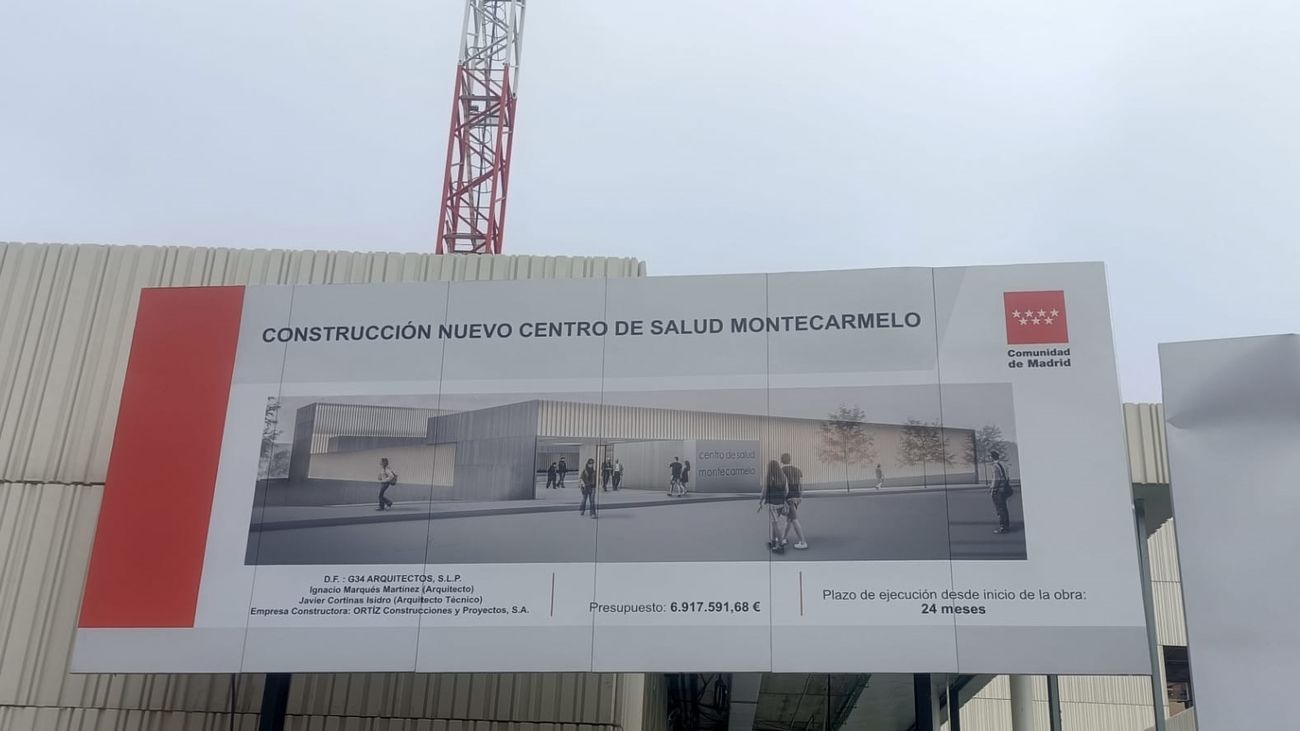 CONSTRUCCIÓN NUEVO CENTRO DE SALUD MONTECARMELO
Comunidad
de Madrid
centro de salud
montecarmelo
D.F. : G34 ARQUITECTOS, S.L.P.
Ignacio Marqués Martínez (Arquitecto)
Javier Cortinas Isidro (Arquitecto Técnico)
Empresa Constructora: ORTÍZ Construcciones y Proyectos, S.A.
Presupuesto: 6.917.591,68 €
Plazo de ejecución desde inicio de la obra:
24 meses